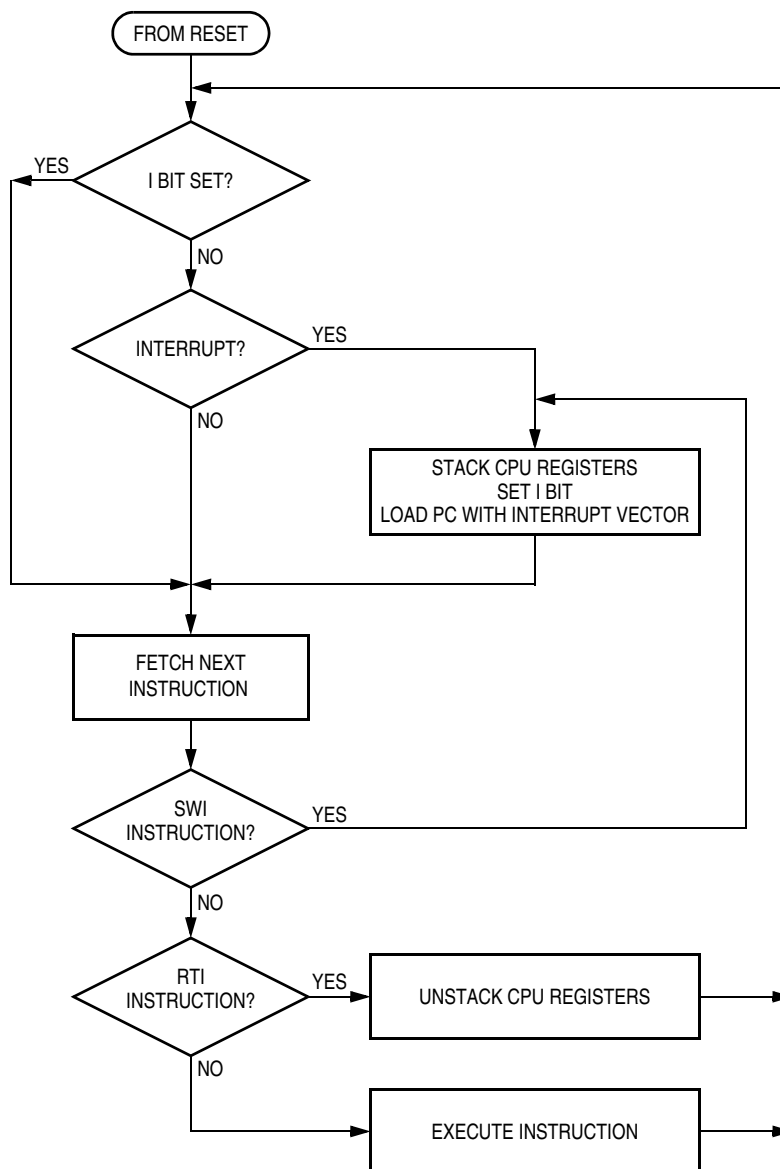 FROM RESET
YES
I BIT SET?
NO
INTERRUPT?
YES
NO
STACK CPU REGISTERS
SET I BIT
LOAD PC WITH INTERRUPT VECTOR
FETCH NEXT
INSTRUCTION
SWI
INSTRUCTION?
YES
NO
RTI
INSTRUCTION?
YES
UNSTACK CPU REGISTERS
NO
EXECUTE INSTRUCTION